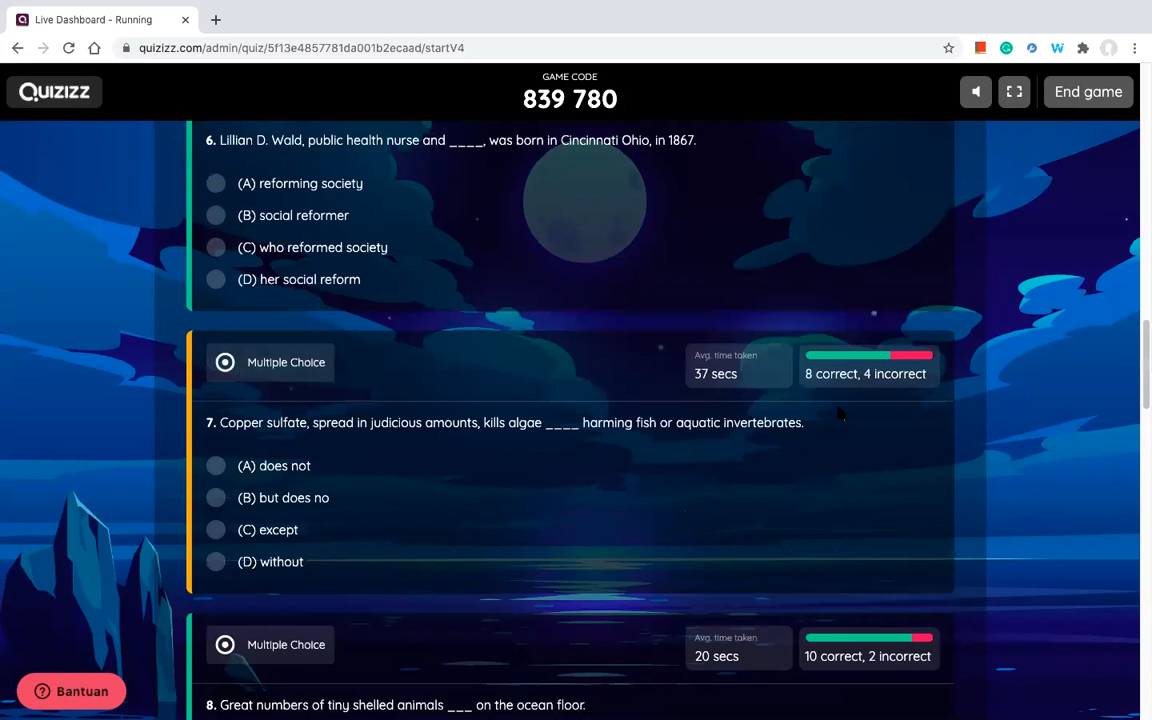 Live Dashboard - Running
quizizz.com/admin/quiz/5f13e4857781da001b2ecaad/startV4
QUIZIZZ
GAME CODE
839 780
End game
6. Lillian D. Wald, public health nurse and ____, was born in Cincinnati Ohio, in 1867.
(A) reforming society
(B) social reformer
(C) who reformed society
(D) her social reform
Multiple Choice
Avg. time taken
37 secs
8 correct, 4 incorrect
7. Copper sulfate, spread in judicious amounts, kills algae ____ harming fish or aquatic invertebrates.
(A) does not
(B) but does no
(C) except
(D) without
Multiple Choice
Avg. time taken
20 secs
10 correct, 2 incorrect
Bantuan
8. Great numbers of tiny shelled animals ___ on the ocean floor.